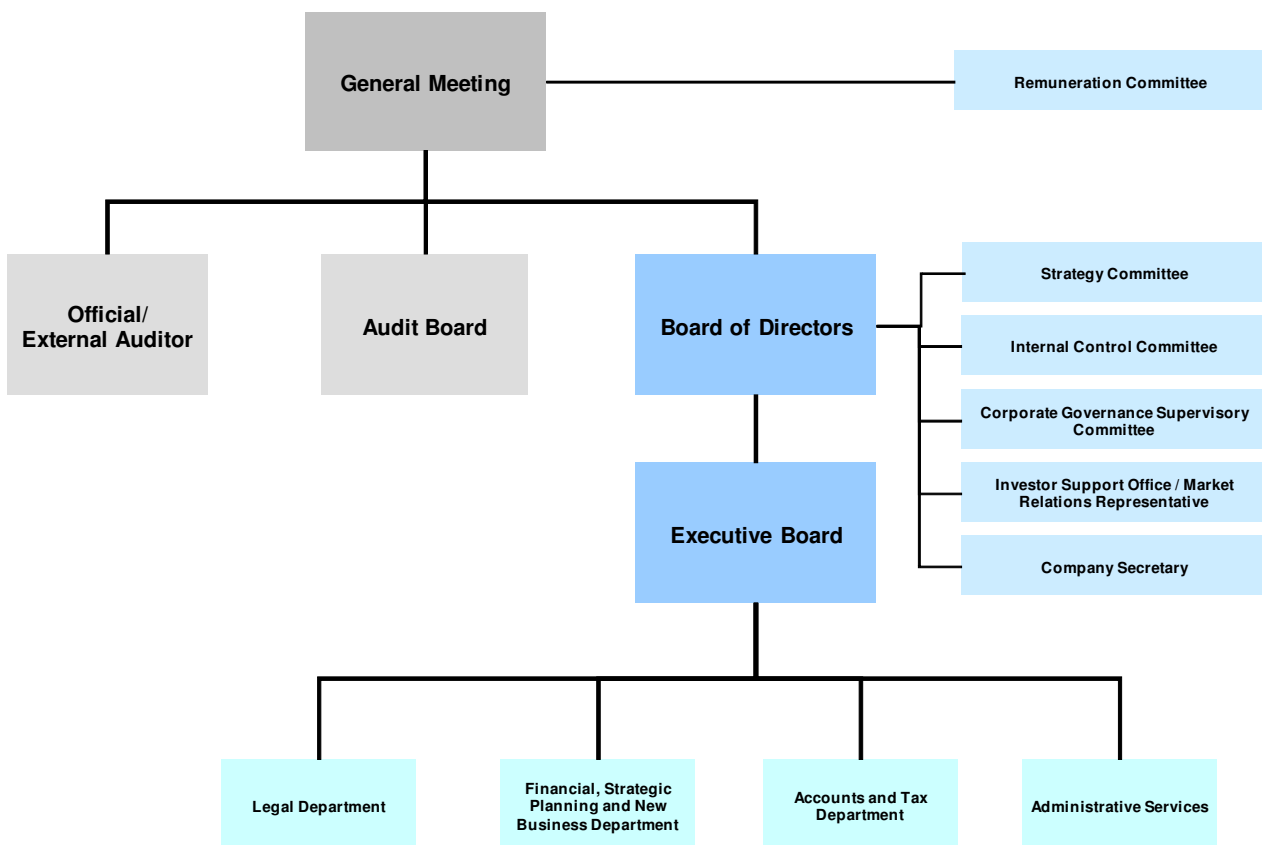 General Meeting
Remuneration Committee
Official/
External Auditor
Audit Board
Board of Directors
Strategy Committee
Internal Control Committee
Corporate Governance Supervisory
Committee
Investor Support Office / Market
Relations Representative
Company Secretary
Executive Board
Legal Department
Financial, Strategic
Planning and New
Business Department
Accounts and Tax
Department
Administrative Services